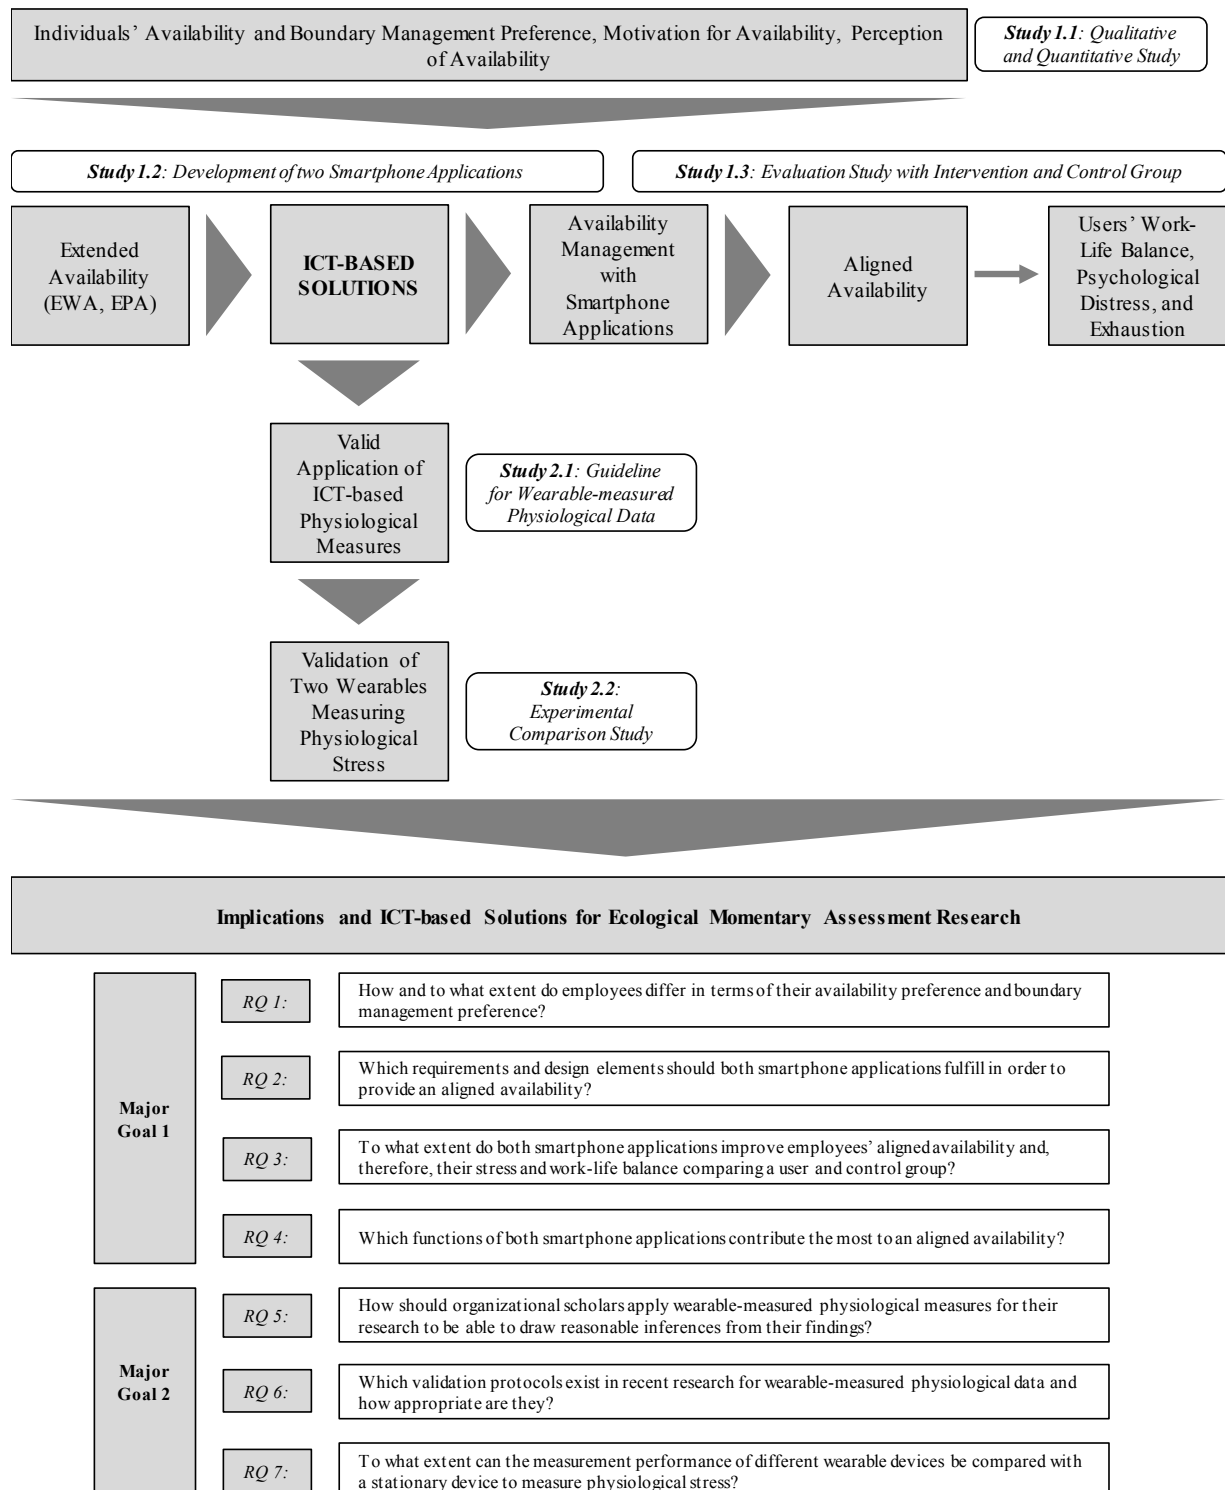 Individuals’ Availability and Boundary Management Preference, Motivation for Availability, Perception
of Availability
Study 1.1: Qualitative
and Quantitative Study
Study 1.2: Development of two Smartphone Applications
Study 1.3: Evaluation Study with Intervention and Control Group
Extended
Availability
(EWA, EPA)
ICT-BASED
SOLUTIONS
Availability
Management
with
Smartphone
Applications
Aligned
Availability
Users’ Work-
Life Balance,
Psychological
Distress, and
Exhaustion
Valid
Application of
ICT-based
Physiological
Measures
Study 2.1: Guideline
for Wearable-measured
Physiological Data
Validation of
Two Wearables
Measuring
Physiological
Stress
Study 2.2:
Experimental
Comparison Study
Implications and ICT-based Solutions for Ecological Momentary Assessment Research
Major
Goal 1
RQ 1:
How and to what extent do employees differ in terms of their availability preference and boundary
management preference?
RQ 2:
Which requirements and design elements should both smartphone applications fulfill in order to
provide an aligned availability?
RQ 3:
To what extent do both smartphone applications improve employees’ aligned availability and,
therefore, their stress and work-life balance comparing a user and control group?
RQ 4:
Which functions of both smartphone applications contribute the most to an aligned availability?
Major
Goal 2
RQ 5:
How should organizational scholars apply wearable-measured physiological measures for their
research to be able to draw reasonable inferences from their findings?
RQ 6:
Which validation protocols exist in recent research for wearable-measured physiological data and
how appropriate are they?
RQ 7:
To what extent can the measurement performance of different wearable devices be compared with
a stationary device to measure physiological stress?